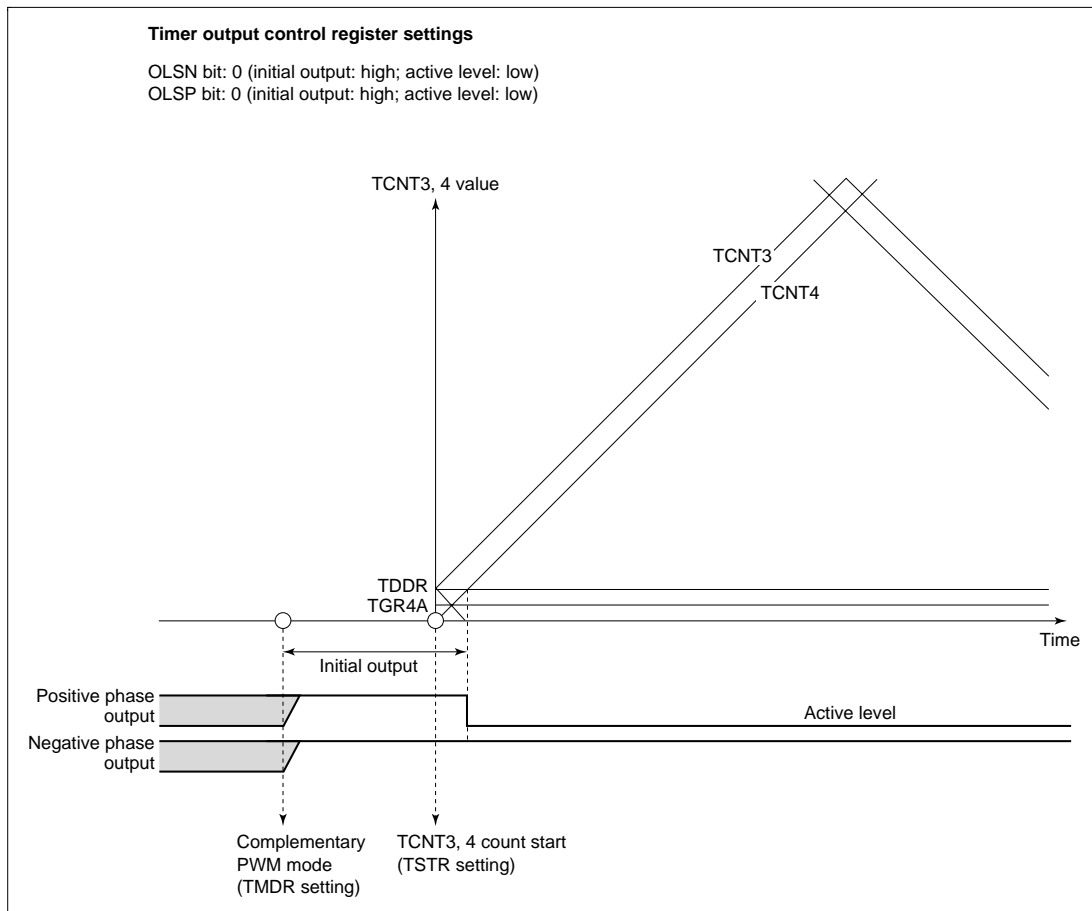 Timer output control register settings
OLSN bit: 0 (initial output: high; active level: low)
OLSP bit: 0 (initial output: high; active level: low)
TCNT3, 4 value
TCNT3
TCNT4
TDDR
TGR4A
Time
Initial output
Positive phase
output
Active level
Negative phase
output
Complementary
PWM mode
(TMDR setting)
TCNT3, 4 count start
(TSTR setting)